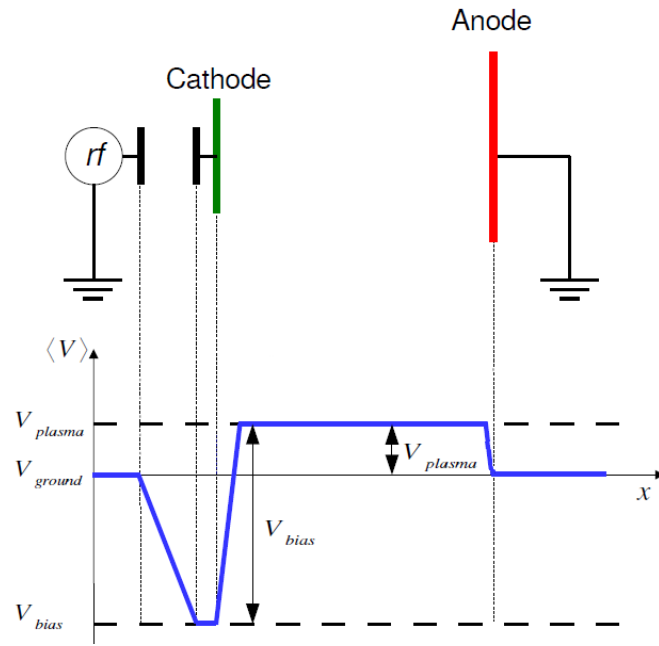 Anode
Cathode
rf
⟨V⟩
V plasma
V plasma
V ground
x
V bias
V bias